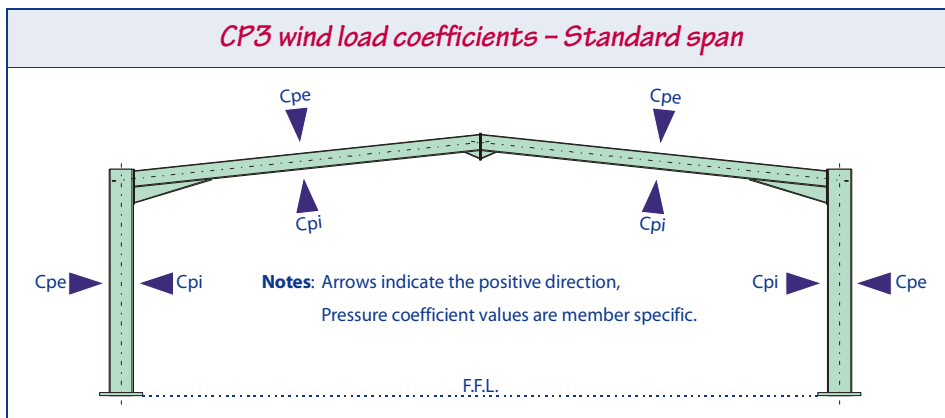 CP3 wind load coefficients – Standard span
Cpe
Cpe
Cpi
Cpi
Cpe
Cpi
Notes: Arrows indicate the positive direction,
Cpi
Cpe
Pressure coefficient values are member specific.
F.F.L.